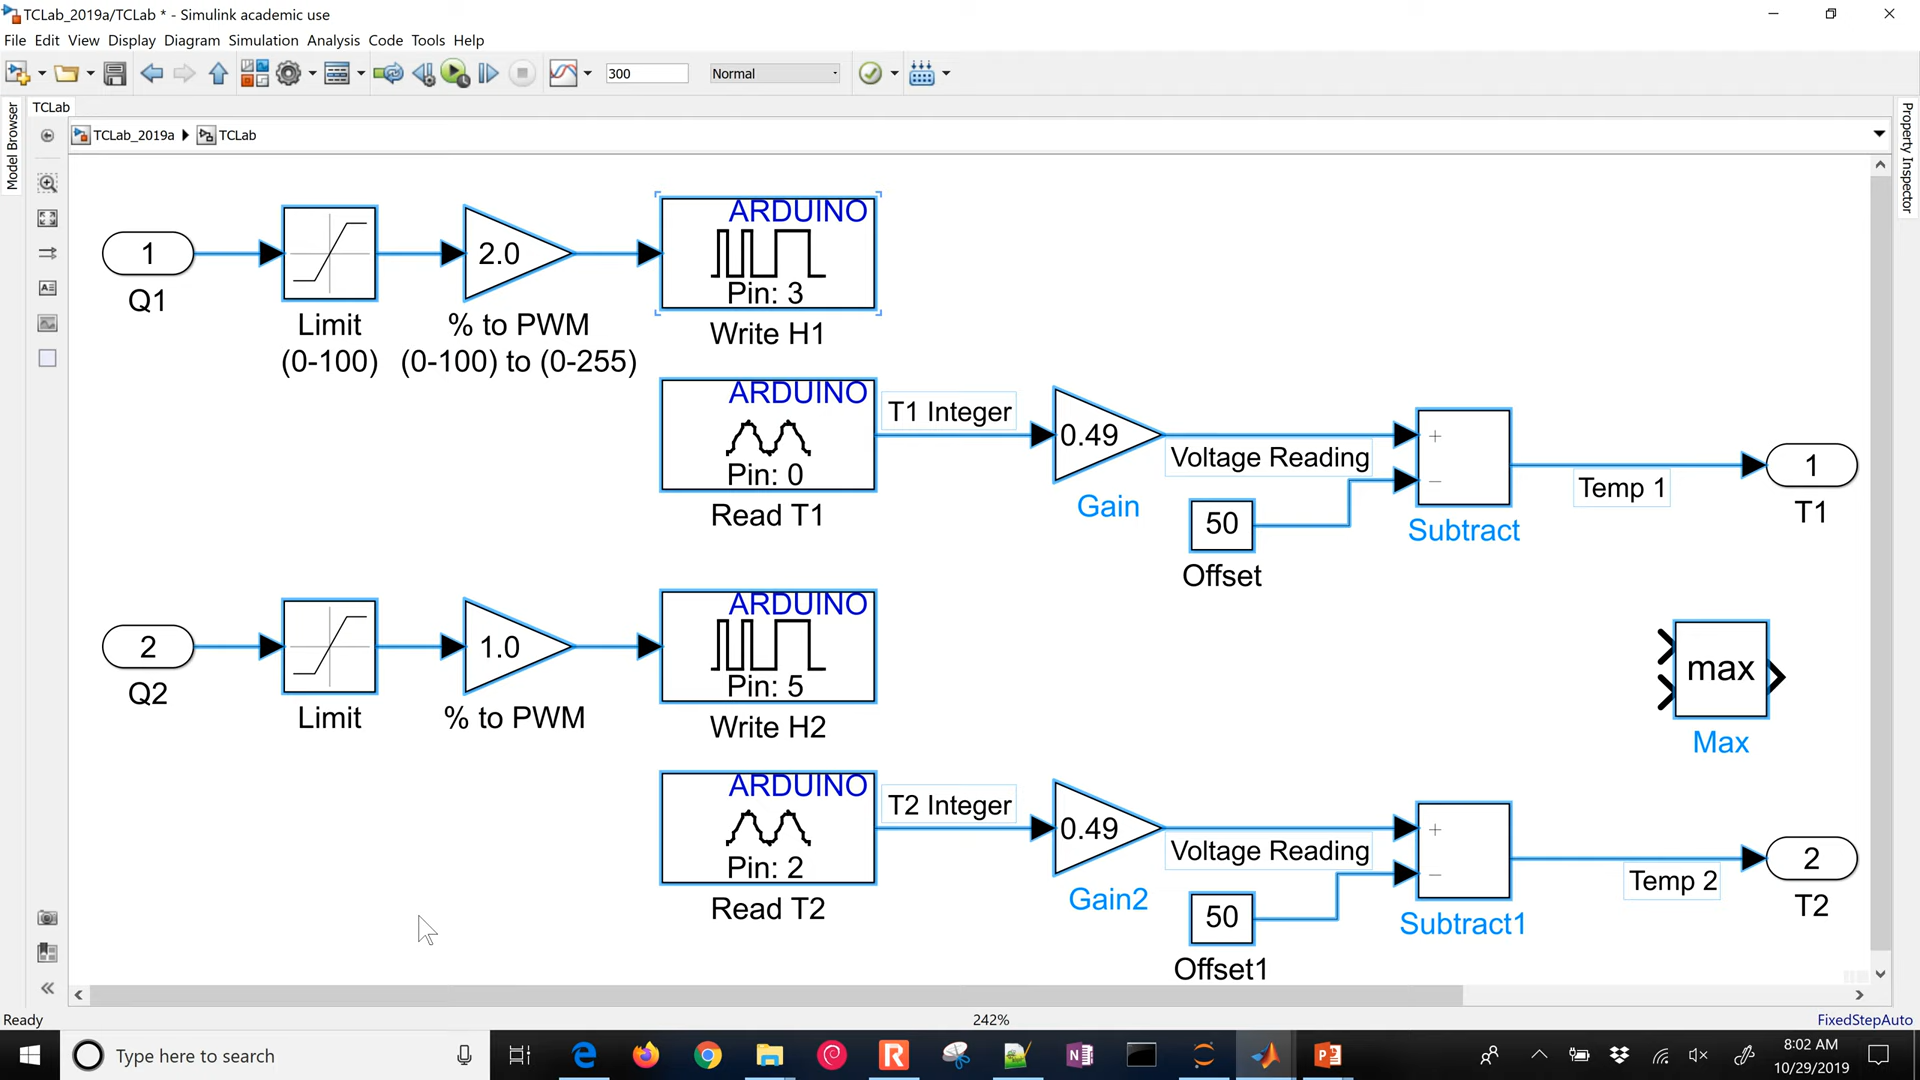 TCLab_2019a/TCLab * - Simulink academic use
File Edit View Display Diagram Simulation Analysis Code Tools Help
300
Normal
Model Browser
TCLab
TCLab_2019a TCLab
Property Inspector
1
Q1
Limit
(0-100)
2.0
% to PWM
(0-100) to (0-255)
ARDUINO
Pin: 3
Write H1
ARDUINO
Pin: 0
Read T1
T1 Integer
0.49
Gain
Voltage Reading
50
Offset
+
−
Subtract
Temp 1
1
T1
2
Q2
Limit
1.0
% to PWM
ARDUINO
Pin: 5
Write H2
max
Max
ARDUINO
Pin: 2
Read T2
T2 Integer
0.49
Gain2
Voltage Reading
50
Offset1
+
−
Subtract1
Temp 2
2
T2
Ready
242%
FixedStepAuto
Type here to search
8:02 AM
10/29/2019